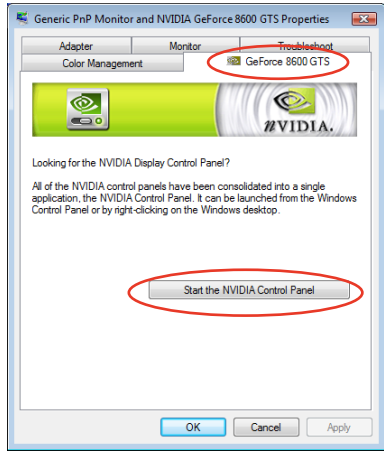 Generic PnP Monitor and NVIDIA GeForce 8600 GTS Properties
Adapter Monitor Troubleshoot
Color Management GeForce 8600 GTS
NVIDIA.
Looking for the NVIDIA Display Control Panel?
All of the NVIDIA control panels have been consolidated into a single
application, the NVIDIA Control Panel. It can be launched from the Windows
Control Panel or by right-clicking on the Windows desktop.
Start the NVIDIA Control Panel
OK Cancel Apply